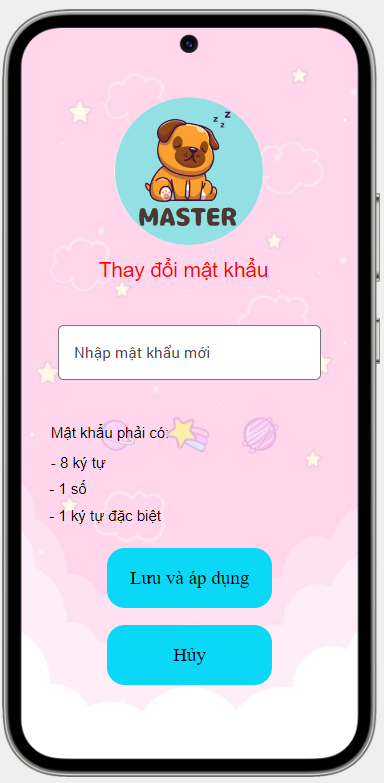 z z z
MASTER
Thay đổi mật khẩu
Nhập mật khẩu mới
Mật khẩu phải có:
- 8 ký tự
- 1 số
- 1 ký tự đặc biệt
Lưu và áp dụng
Hủy